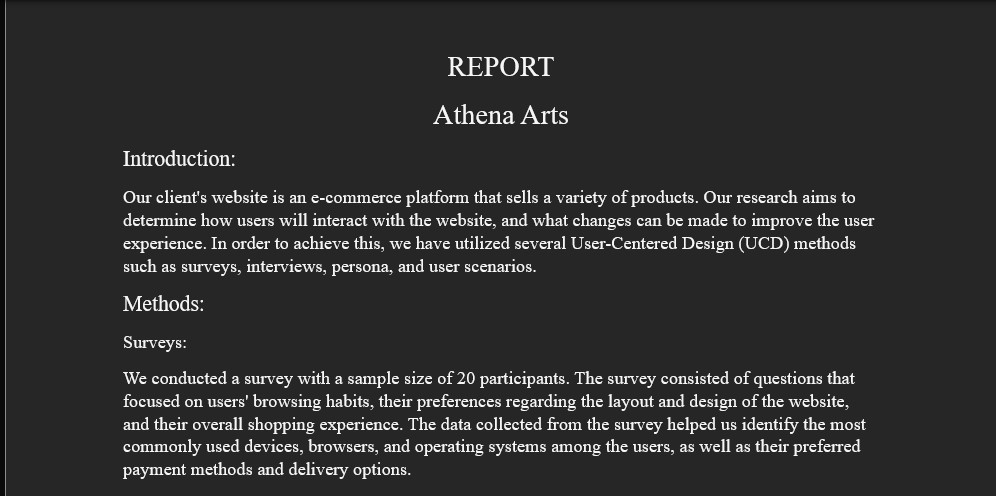 REPORT
Athena Arts
Introduction:
Our client's website is an e-commerce platform that sells a variety of products. Our research aims to
determine how users will interact with the website, and what changes can be made to improve the user
experience. In order to achieve this, we have utilized several User-Centered Design (UCD) methods
such as surveys, interviews, persona, and user scenarios.
Methods:
Surveys:
We conducted a survey with a sample size of 20 participants. The survey consisted of questions that
focused on users' browsing habits, their preferences regarding the layout and design of the website,
and their overall shopping experience. The data collected from the survey helped us identify the most
commonly used devices, browsers, and operating systems among the users, as well as their preferred
payment methods and delivery options.